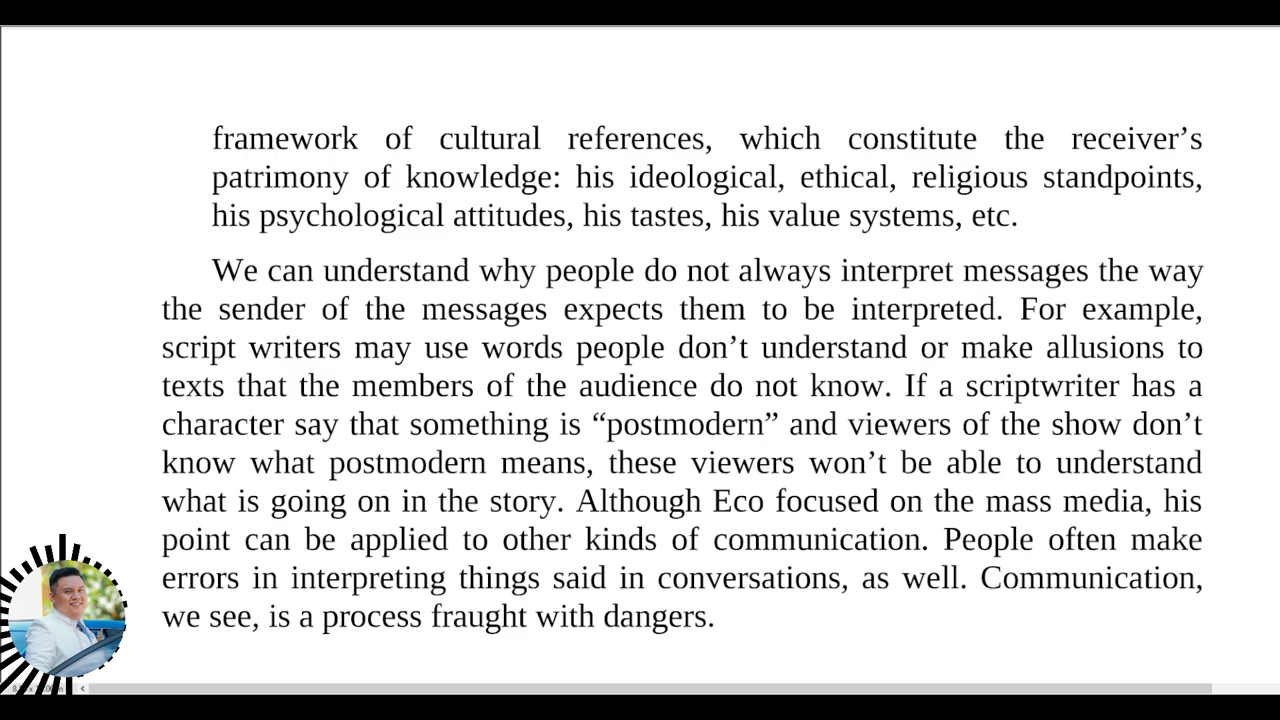 framework of cultural references, which constitute the receiver’s
patrimony of knowledge: his ideological, ethical, religious standpoints,
his psychological attitudes, his tastes, his value systems, etc.
We can understand why people do not always interpret messages the way
the sender of the messages expects them to be interpreted. For example,
script writers may use words people don’t understand or make allusions to
texts that the members of the audience do not know. If a scriptwriter has a
character say that something is “postmodern” and viewers of the show don’t
know what postmodern means, these viewers won’t be able to understand
what is going on in the story. Although Eco focused on the mass media, his
point can be applied to other kinds of communication. People often make
errors in interpreting things said in conversations, as well. Communication,
we see, is a process fraught with dangers.